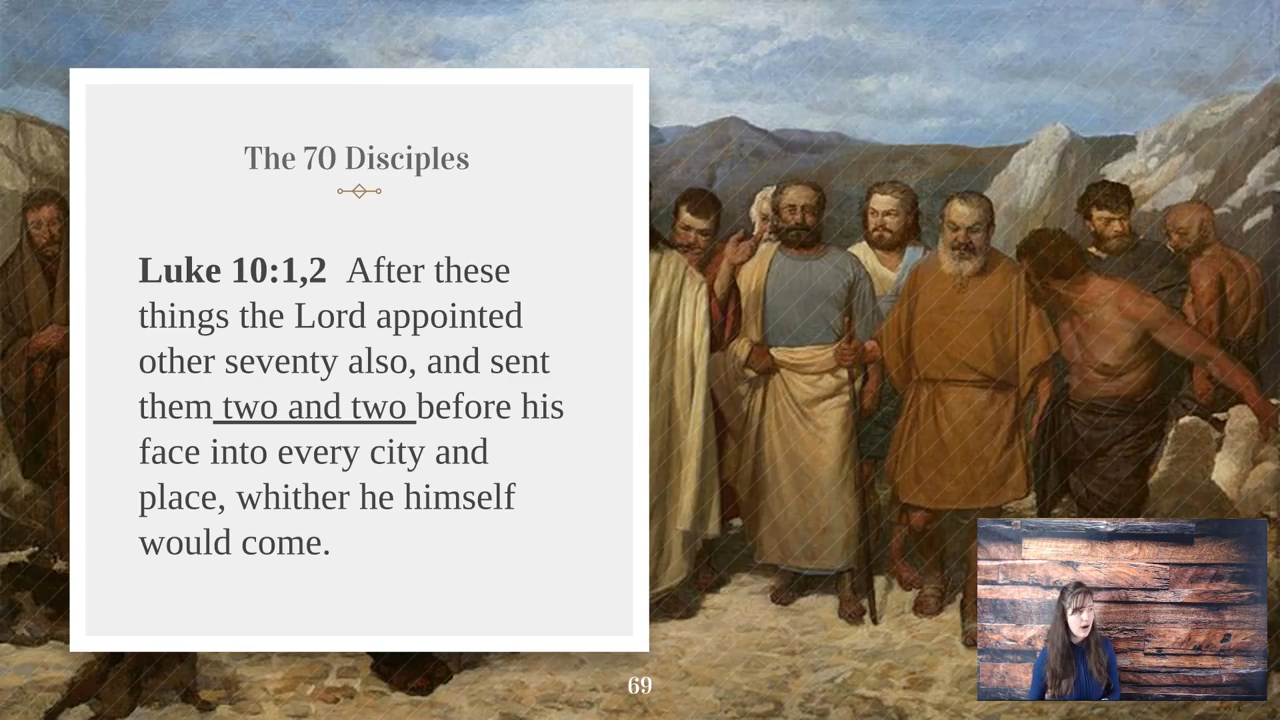 The 70 Disciples
Luke 10:1,2 After these
things the Lord appointed
other seventy also, and sent
them two and two before his
face into every city and
place, whither he himself
would come.
69